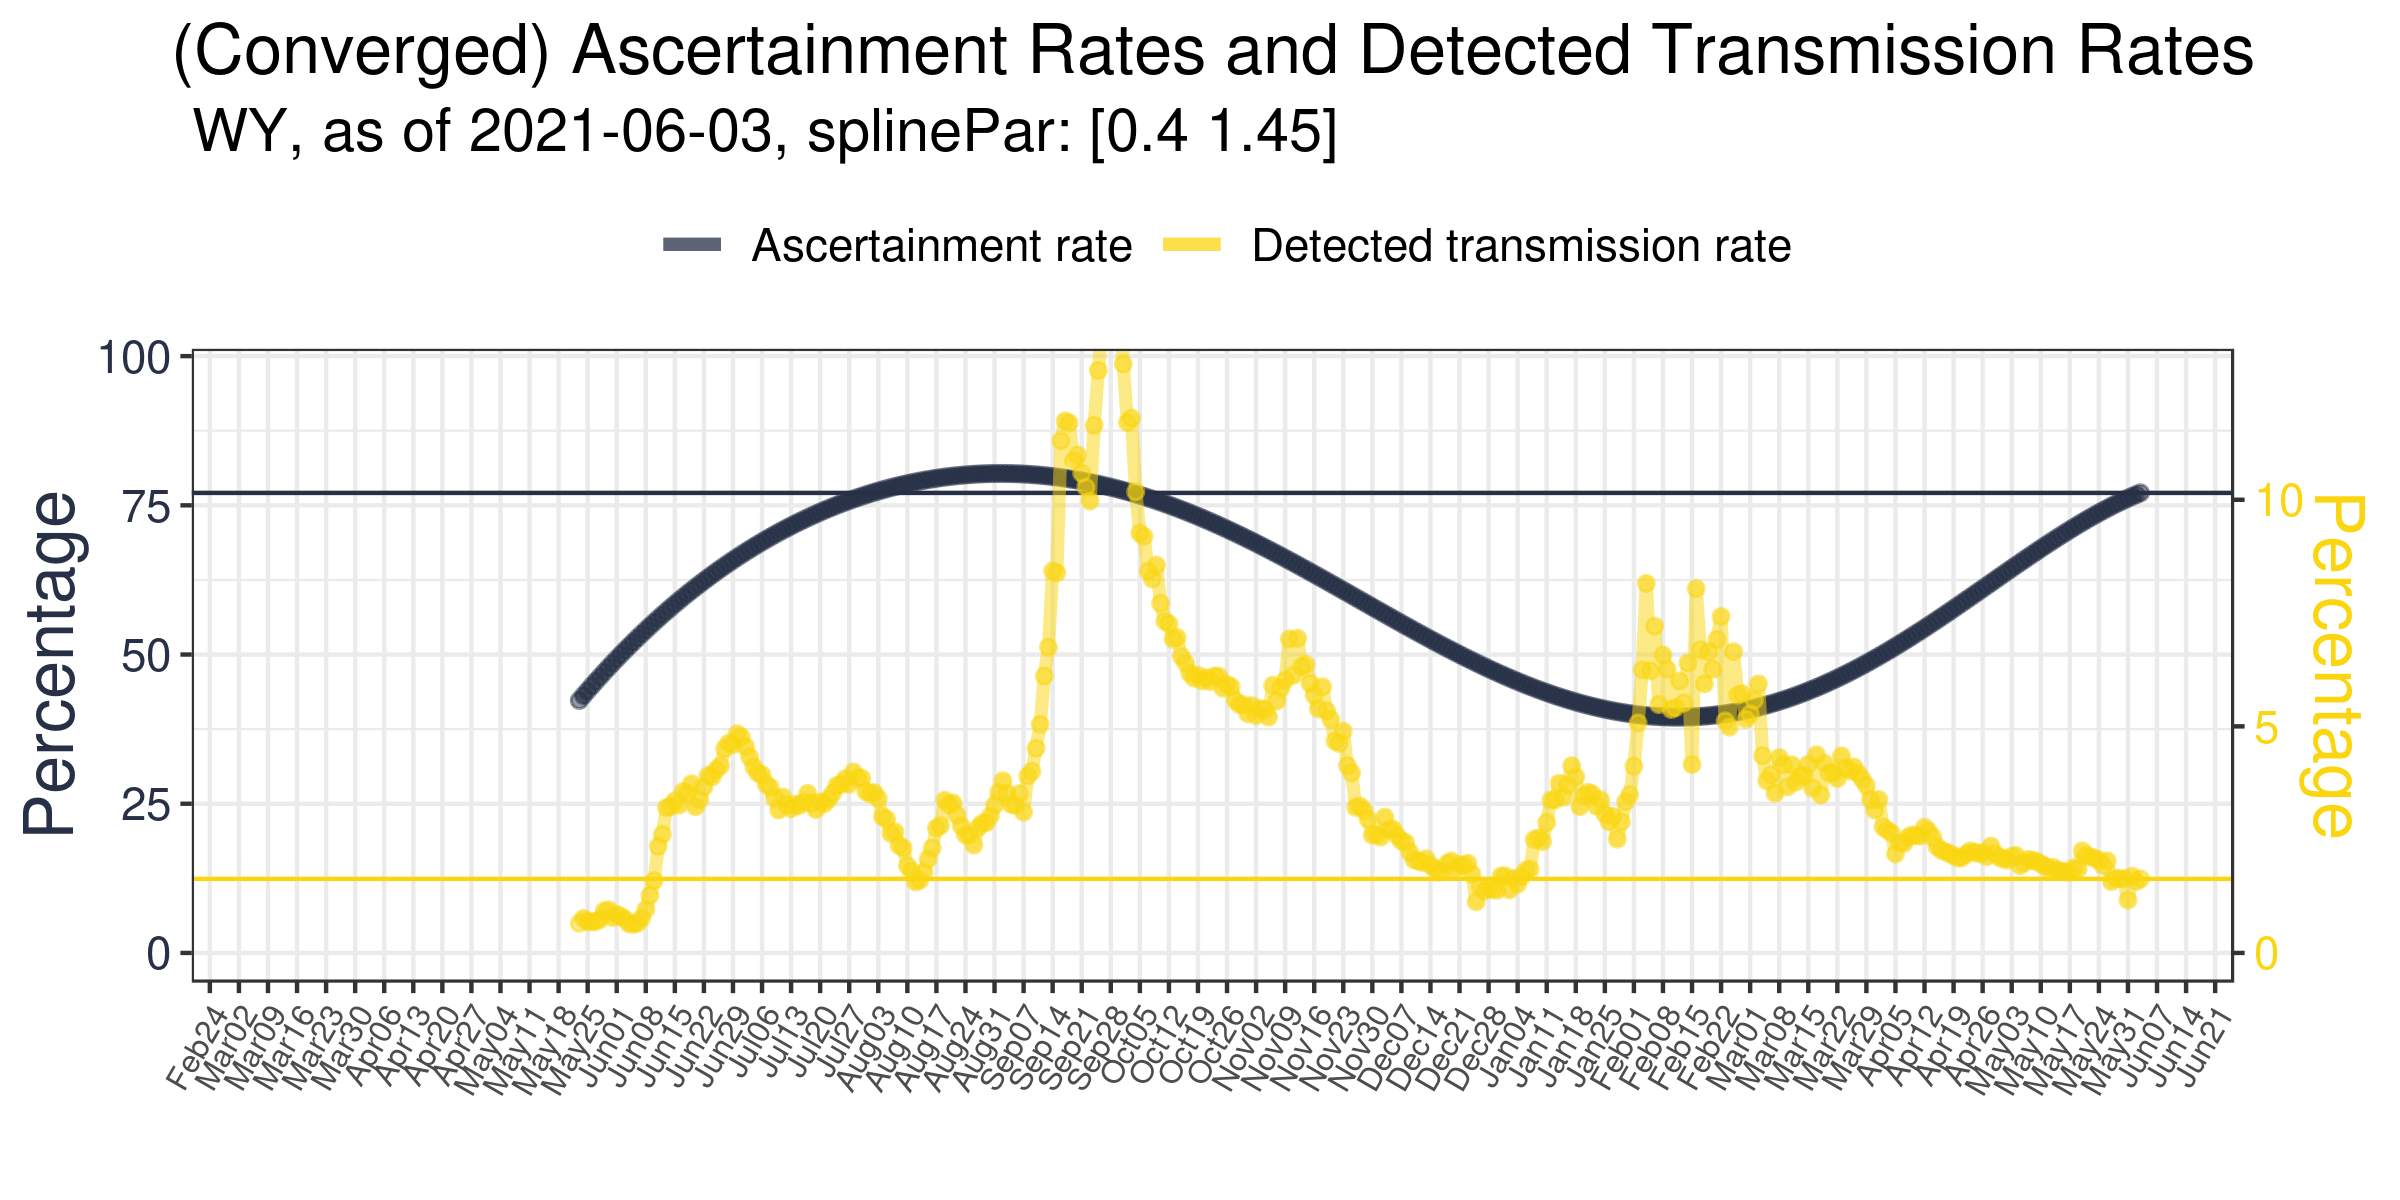 (Converged) Ascertainment Rates and Detected Transmission Rates
WY, as of 2021-06-03, splinePar: [0.4 1.45]
Ascertainment rate Detected transmission rate
Percentage
100
75
50
25
0
10
5
0
Percentage
Feb24 Mar02 Mar09 Mar16 Mar23 Mar30 Apr06 Apr13 Apr20 Apr27 May04 May11 May18 May25 Jun01 Jun08 Jun15 Jun22 Jun29 Jul06 Jul13 Jul20 Jul27 Aug03 Aug10 Aug17 Aug24 Aug31 Sep07 Sep14 Sep21 Sep28 Oct05 Oct12 Oct19 Oct26 Nov02 Nov09 Nov16 Nov23 Nov30 Dec07 Dec14 Dec21 Dec28 Jan04 Jan11 Jan18 Jan25 Feb01 Feb08 Feb15 Feb22 Mar01 Mar08 Mar15 Mar22 Mar29 Apr05 Apr12 Apr19 Apr26 May03 May10 May17 May24 May31 Jun07 Jun14 Jun21